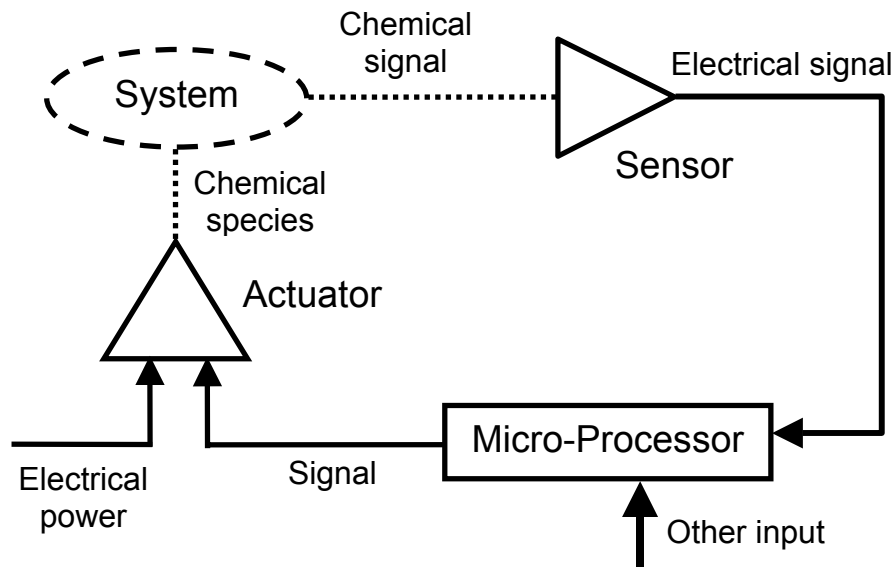 Chemical
signal
System
Electrical signal
Sensor
Chemical
species
Actuator
Micro-Processor
Signal
Electrical
power
Other input